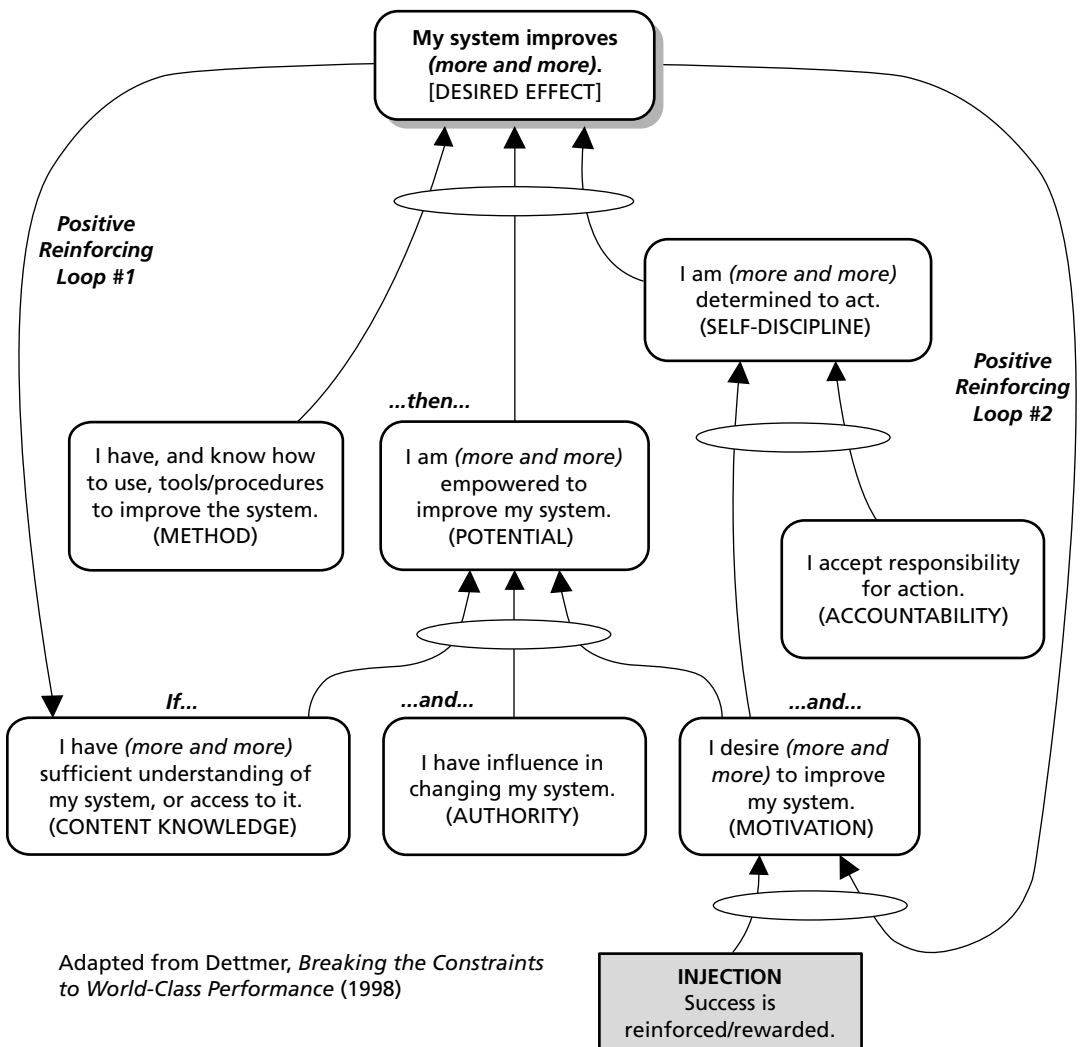 My system improves
(more and more).
[DESIRED EFFECT]
Positive
Reinforcing
Loop #1
I am (more and more)
determined to act.
(SELF-DISCIPLINE)
Positive
Reinforcing
Loop #2
...then...
I have, and know how
to use, tools/procedures
to improve the system.
(METHOD)
I am (more and more)
empowered to
improve my system.
(POTENTIAL)
I accept responsibility
for action.
(ACCOUNTABILITY)
If...
...and...
...and...
I have (more and more)
sufficient understanding of
my system, or access to it.
(CONTENT KNOWLEDGE)
I have influence in
changing my system.
(AUTHORITY)
I desire (more and
more) to improve
my system.
(MOTIVATION)
Adapted from Dettmer, Breaking the Constraints
to World-Class Performance (1998)
INJECTION
Success is
reinforced/rewarded.